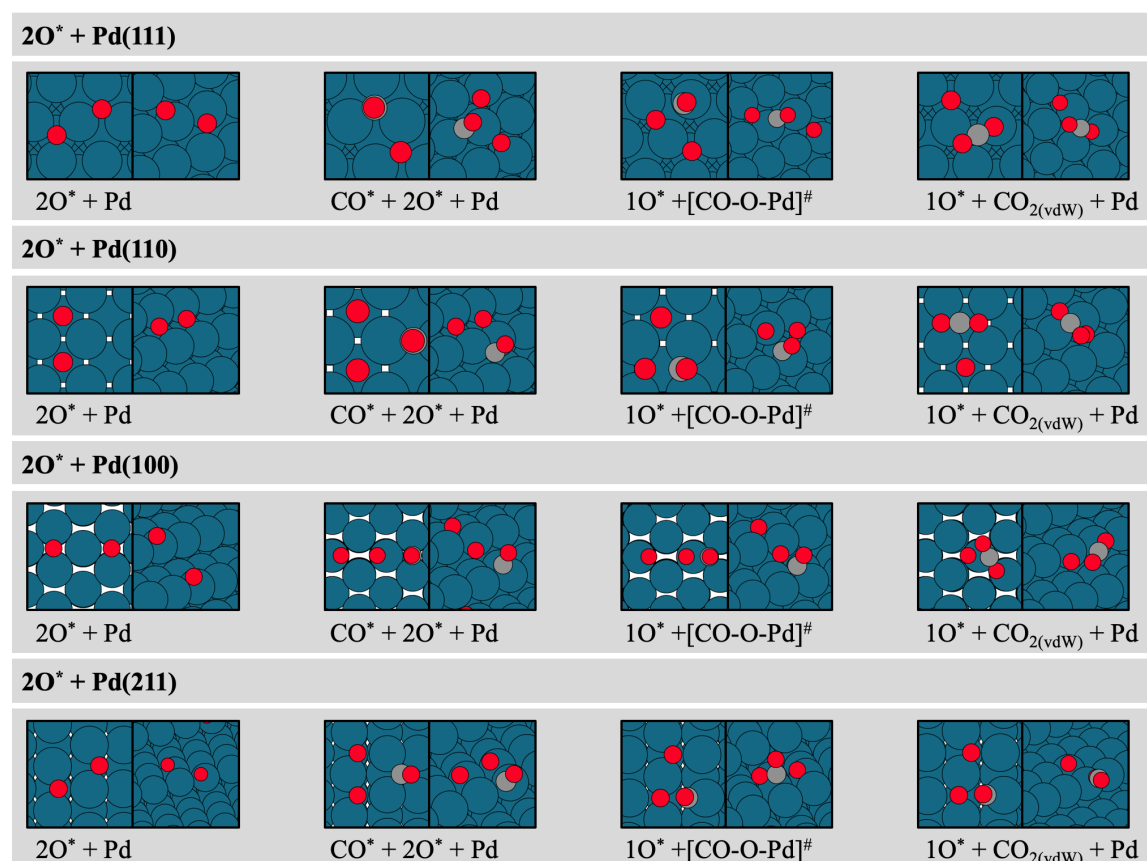 2O* + Pd(111)
2O* + Pd CO* + 2O* + Pd 1O* +[CO-O-Pd]# 1O* + CO2(vdW) + Pd
2O* + Pd(110)
2O* + Pd CO* + 2O* + Pd 1O* +[CO-O-Pd]# 1O* + CO2(vdW) + Pd
2O* + Pd(100)
2O* + Pd CO* + 2O* + Pd 1O* +[CO-O-Pd]# 1O* + CO2(vdW) + Pd
2O* + Pd(211)
2O* + Pd CO* + 2O* + Pd 1O* +[CO-O-Pd]# 1O* + CO2(vdW) + Pd